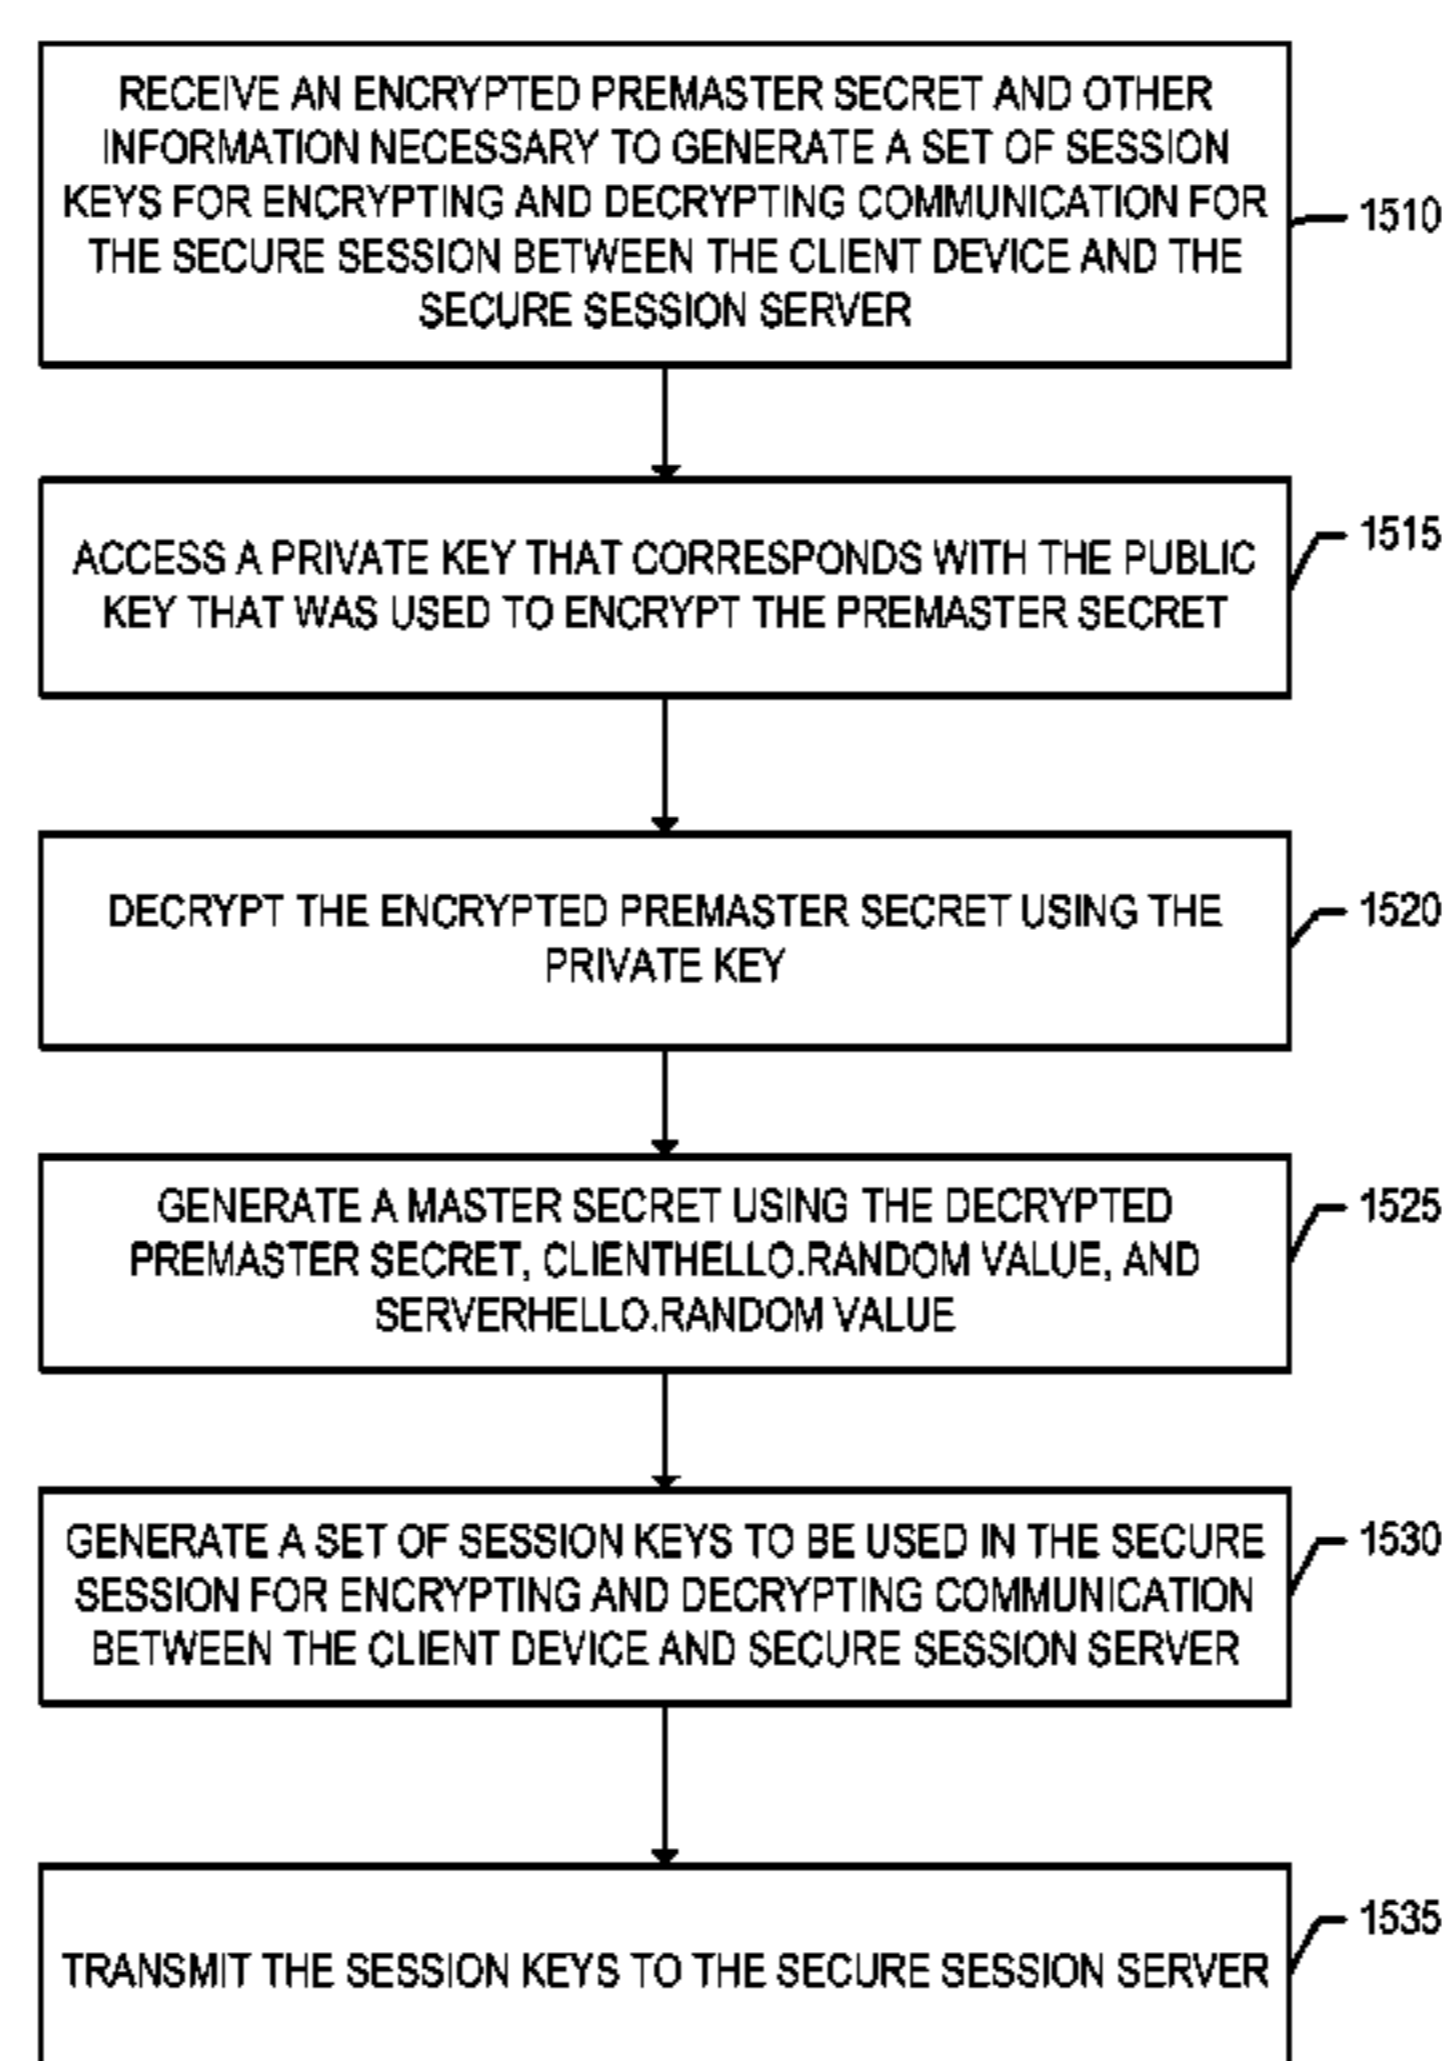 RECEIVE AN ENCRYPTED PREMASTER SECRET AND OTHER
INFORMATION NECESSARY TO GENERATE A SET OF SESSION
KEYS FOR ENCRYPTING AND DECRYPTING COMMUNICATION FOR
THE SECURE SESSION BETWEEN THE CLIENT DEVICE AND THE
SECURE SESSION SERVER
1510
ACCESS A PRIVATE KEY THAT CORRESPONDS WITH THE PUBLIC
KEY THAT WAS USED TO ENCRYPT THE PREMASTER SECRET
1515
DECRYPT THE ENCRYPTED PREMASTER SECRET USING THE
PRIVATE KEY
1520
GENERATE A MASTER SECRET USING THE DECRYPTED
PREMASTER SECRET, CLIENTHELLO.RANDOM VALUE, AND
SERVERHELLO.RANDOM VALUE
1525
GENERATE A SET OF SESSION KEYS TO BE USED IN THE SECURE
SESSION FOR ENCRYPTING AND DECRYPTING COMMUNICATION
BETWEEN THE CLIENT DEVICE AND SECURE SESSION SERVER
1530
TRANSMIT THE SESSION KEYS TO THE SECURE SESSION SERVER
1535